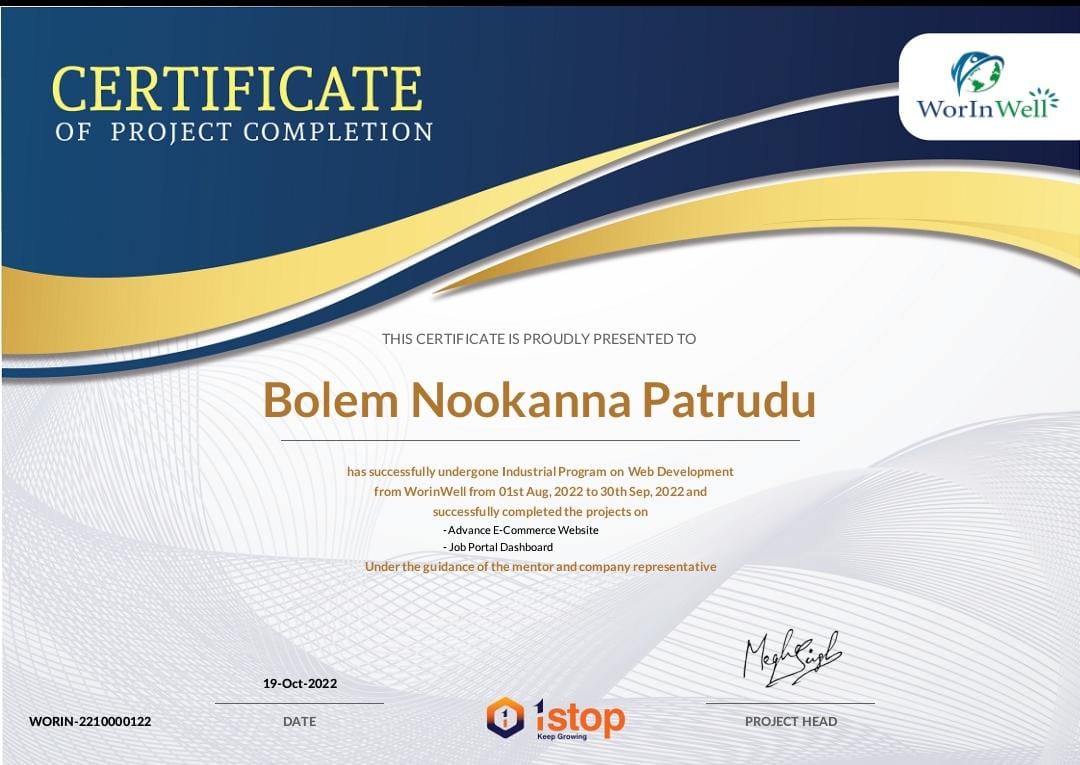 CERTIFICATE
OF PROJECT COMPLETION
WorInWell
THIS CERTIFICATE IS PROUDLY PRESENTED TO
Bolem Nookanna Patrudu
has successfully undergone Industrial Program on Web Development
from WorinWell from 01st Aug, 2022 to 30th Sep, 2022 and
successfully completed the projects on
- Advance E-Commerce Website
- Job Portal Dashboard
Under the guidance of the mentor and company representative
19-Oct-2022
WORIN-2210000122
DATE
1
1stop
Keep Growing
PROJECT HEAD